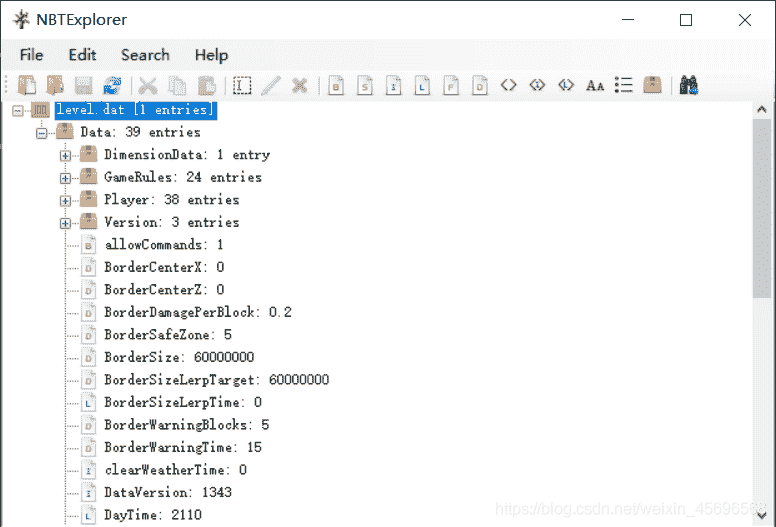 NBTExplorer
File Edit Search Help
level.dat [1 entries]
Data: 39 entries
DimensionData: 1 entry
GameRules: 24 entries
Player: 38 entries
Version: 3 entries
allowCommands: 1
BorderCenterX: 0
BorderCenterZ: 0
BorderDamagePerBlock: 0.2
BorderSafeZone: 5
BorderSize: 60000000
BorderSizeLerpTarget: 60000000
BorderSizeLerpTime: 0
BorderWarningBlocks: 5
BorderWarningTime: 15
clearWeatherTime: 0
DataVersion: 1343
DayTime: 2110
https://blog.csdn.net/weixin_45696568